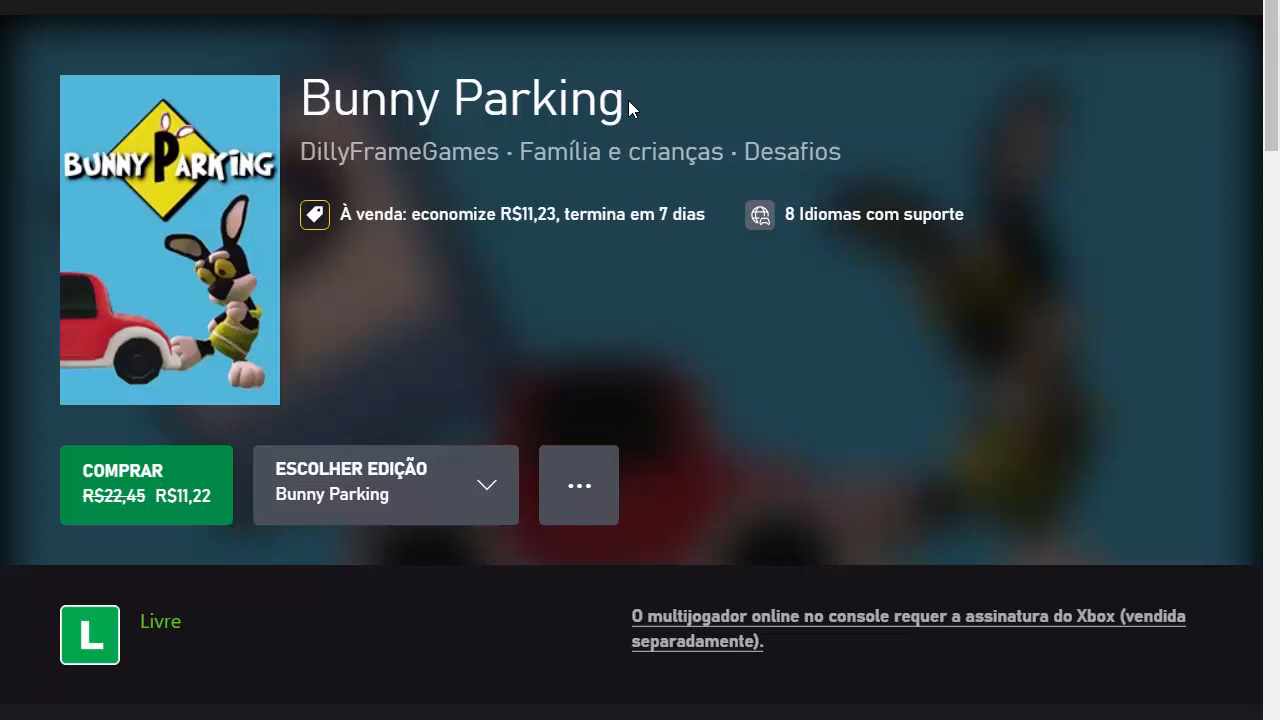 BUNNY PARKING
Bunny Parking
DillyFrameGames · Família e crianças · Desafios
À venda: economize R$11,23, termina em 7 dias
8 Idiomas com suporte
COMPRAR
R$22,45 R$11,22
ESCOLHER EDIÇÃO
Bunny Parking
L
Livre
O multijogador online no console requer a assinatura do Xbox (vendida
separadamente).